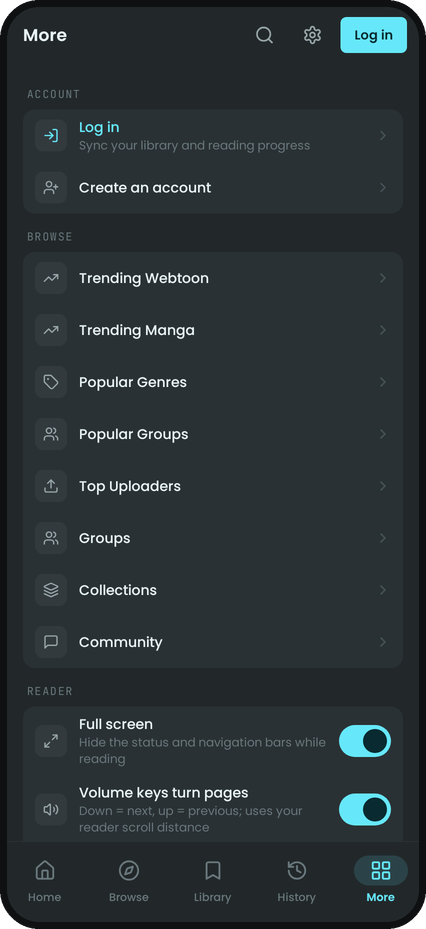 More
Log in
ACCOUNT
Log in
Sync your library and reading progress
Create an account
BROWSE
Trending Webtoon
Trending Manga
Popular Genres
Popular Groups
Top Uploaders
Groups
Collections
Community
READER
Full screen
Hide the status and navigation bars while
reading
Volume keys turn pages
Down = next, up = previous; uses your
reader scroll distance
Home
Browse
Library
History
More